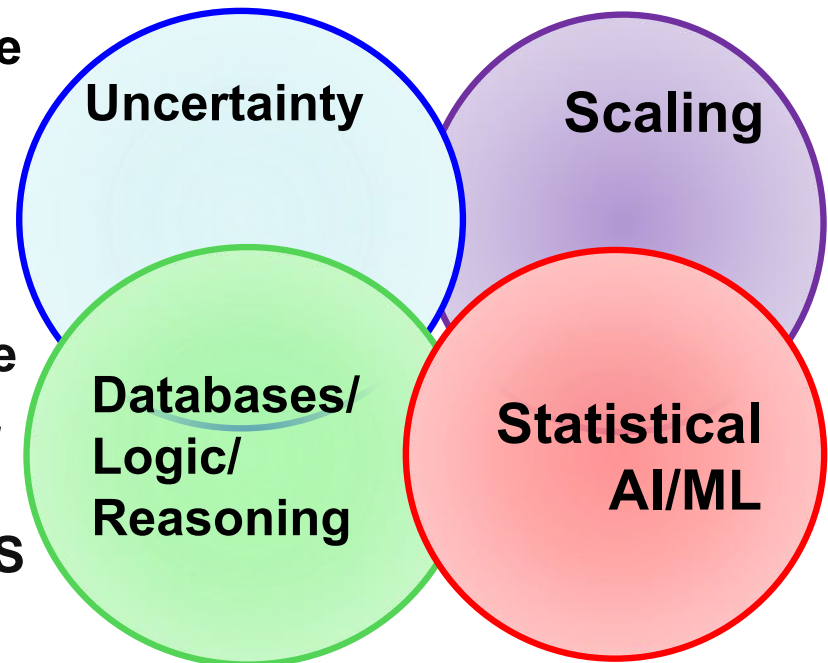 e
Uncertainty
Scaling
e
Databases/
Logic/
Reasoning
Statistical
AI/ML
S